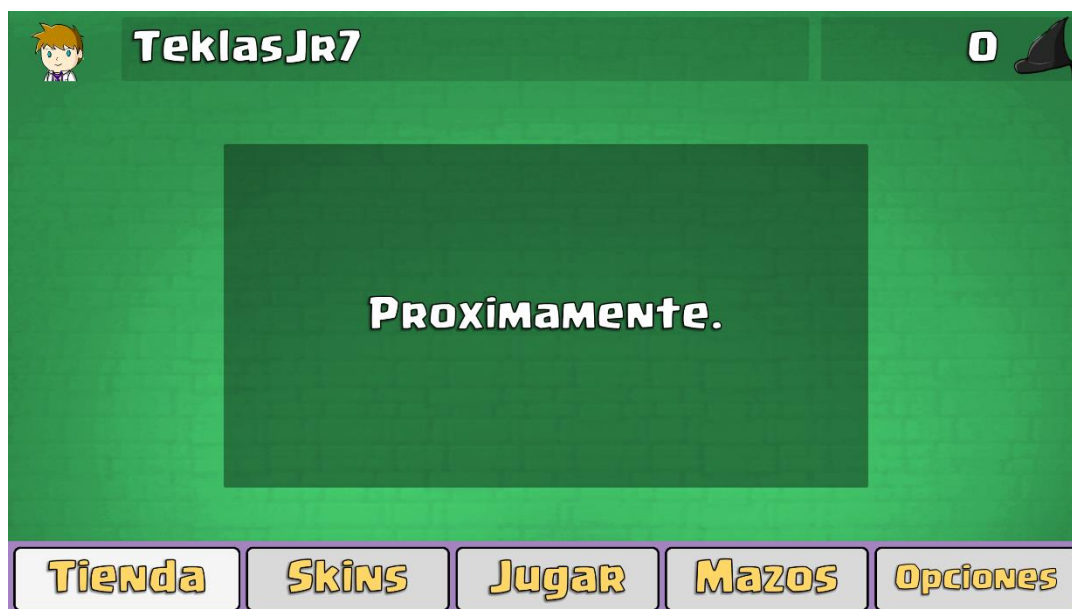 TeklasJR7
0
Proximamente.
Tienda
Skins
Jugar
Mazos
Opciones